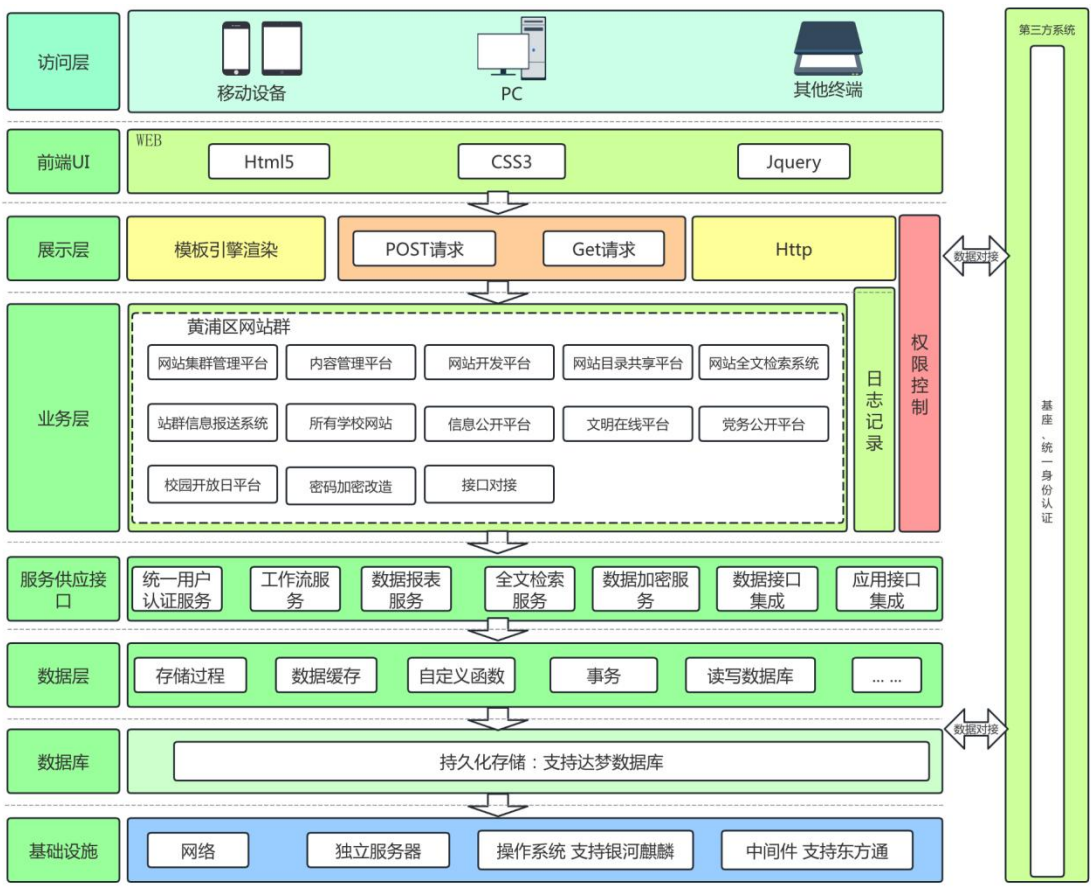 第三方系统
访问层
移动设备
PC
其他终端
前端UI
WEB
Html5
CSS3
Jquery
展示层
模板引擎渲染
POST请求
Get请求
Http
数据对接
权限控制
日志记录
基座、统一身份认证
业务层
黄浦区网站群
网站集群管理平台
内容管理平台
网站开发平台
网站目录共享平台
网站全文检索系统
站群信息报送系统
所有学校网站
信息公开平台
文明在线平台
党务公开平台
校园开放日平台
密码加密改造
接口对接
服务供应接
口
统一用户
认证服务
工作流服
务
数据报表
服务
全文检索
服务
数据加密服
务
数据接口
集成
应用接口
集成
数据层
存储过程
数据缓存
自定义函数
事务
读写数据库
... ...
数据对接
数据库
持久化存储：支持达梦数据库
基础设施
网络
独立服务器
操作系统 支持银河麒麟
中间件 支持东方通